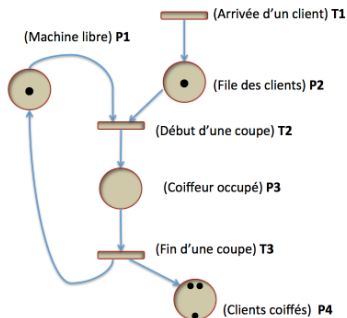 (Arrivée d'un client) T1
(Machine libre) P1
(File des clients) P2
(Début d'une coupe) T2
(Coiffeur occupé) P3
(Fin d'une coupe) T3
(Clients coiffés) P4